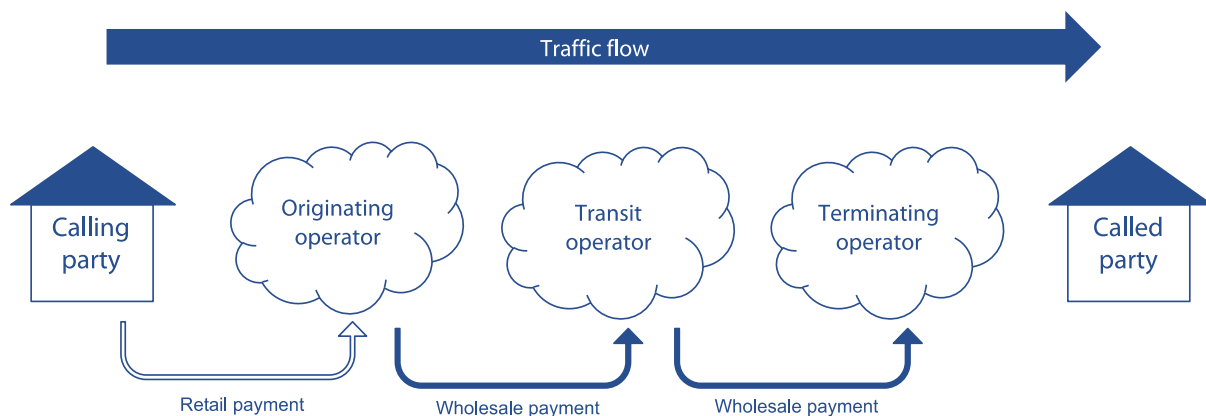 Traffic flow
Calling
party
Originating
operator
Transit
operator
Terminating
operator
Called
party
Retail payment
Wholesale payment
Wholesale payment